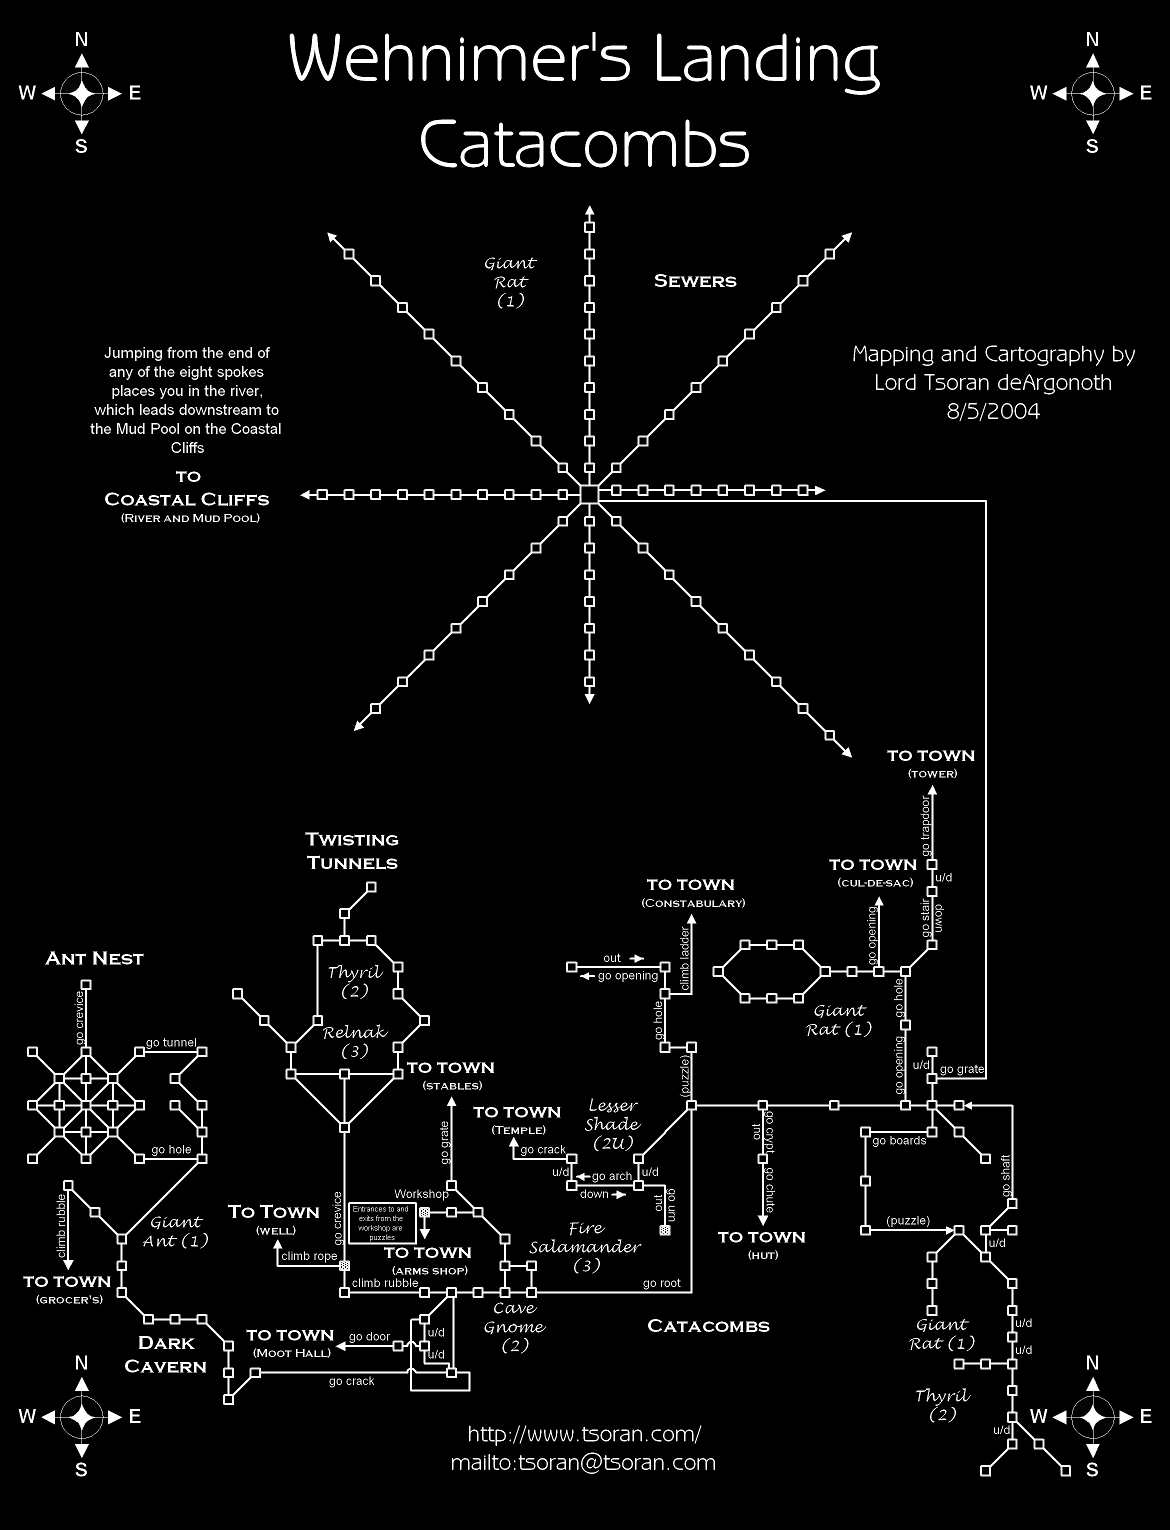 Wehnimer's Landing
Catacombs
N
W E
S
N
W E
S
Giant
Rat
(1)
Sewers
Jumping from the end of
any of the eight spokes
places you in the river,
which leads downstream to
the Mud Pool on the Coastal
Cliffs
to
Coastal Cliffs
(River and Mud Pool)
Mapping and Cartography by
Lord Tsoran deArgonoth
8/5/2004
to town
(tower)
go trapdoor
u/d
go stair
down
to town
(cul-de-sac)
go opening
Twisting
Tunnels
to town
(Constabulary)
climb ladder
out
go opening
go hole
(puzzle)
Giant
Rat (1)
go hole
go opening
u/d
go grate
Ant Nest
go crevice
go tunnel
go hole
Thyril
(2)
Relnak
(3)
to town
(stables)
go grate
to town
(Temple)
go crack
u/d
Lesser
Shade
(2U)
go arch
down
u/d
out
go urn
out
go crypt
go chute
to town
(hut)
go boards
go shaft
(puzzle)
u/d
climb rubble
to town
(grocer's)
Giant
Ant (1)
to town
(well)
climb rope
go crevice
Workshop
Entrances to and
exits from the
workshop are
puzzles
to town
(arms shop)
Fire
Salamander
(3)
climb rubble
go root
Cave
Gnome
(2)
Catacombs
Dark
Cavern
to town
(Moot Hall)
go door
u/d
u/d
go crack
Giant
Rat (1)
u/d
u/d
Thyril
(2)
u/d
N
W E
S
N
W E
S
http://www.tsoran.com/
mailto:tsoran@tsoran.com